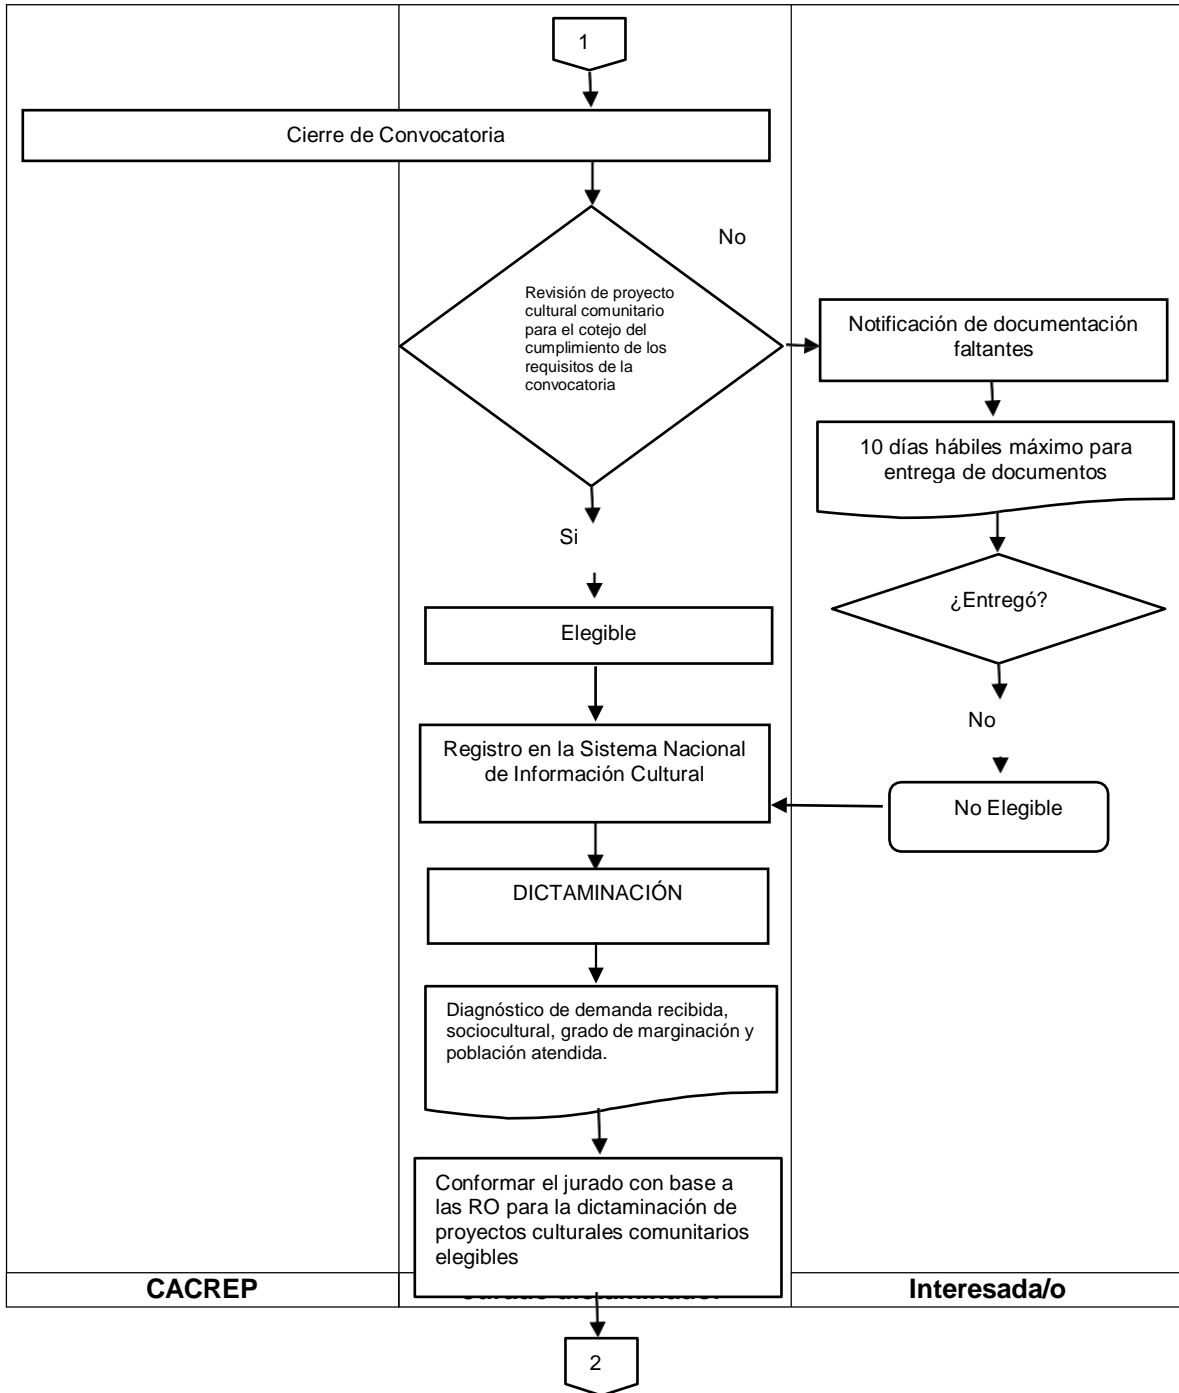 1
Cierre de Convocatoria
No
Revisión de proyecto
cultural comunitario
para el cotejo del
cumplimiento de los
requisitos de la
convocatoria
Notificación de documentación
faltantes
10 días hábiles máximo para
entrega de documentos
Si
¿Entregó?
Elegible
No
Registro en la Sistema Nacional
de Información Cultural
No Elegible
DICTAMINACIÓN
Diagnóstico de demanda recibida,
sociocultural, grado de marginación y
población atendida.
Conformar el jurado con base a
las RO para la dictaminación de
proyectos culturales comunitarios
elegibles
CACREP
Interesada/o
2